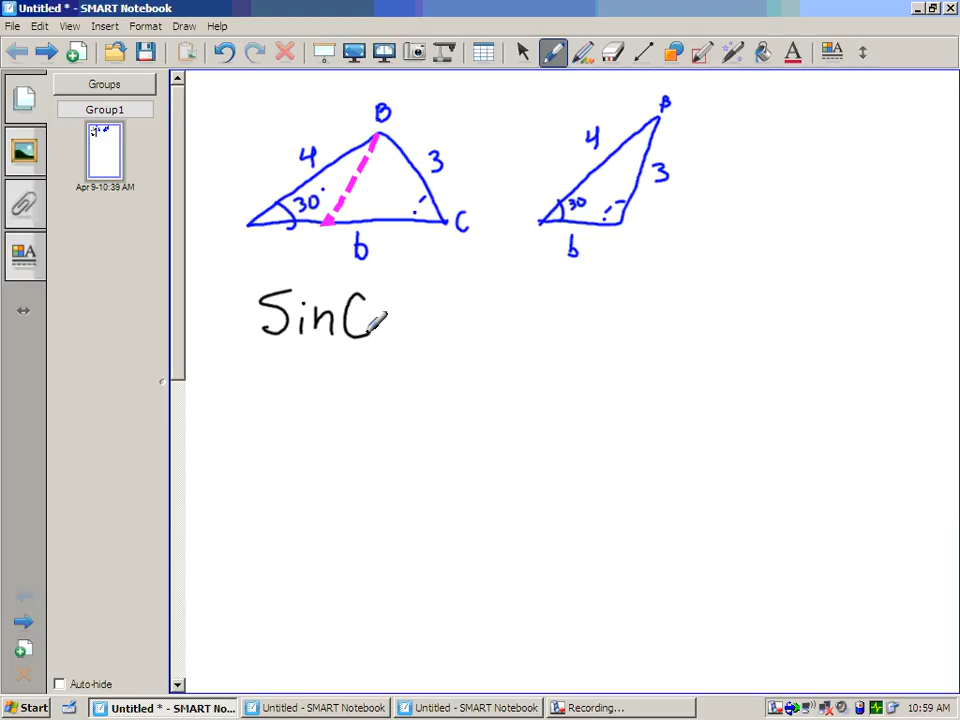 Untitled * - SMART Notebook
File Edit View Insert Format Draw Help
Groups
Group1
Apr 9-10:39 AM
B
4
3
30°
C
b
B
4
3
30
b
Sin C
Auto-hide
Start
Untitled * - SMART No...
Untitled - SMART Notebook
Untitled - SMART Notebook
Recording...
10:59 AM